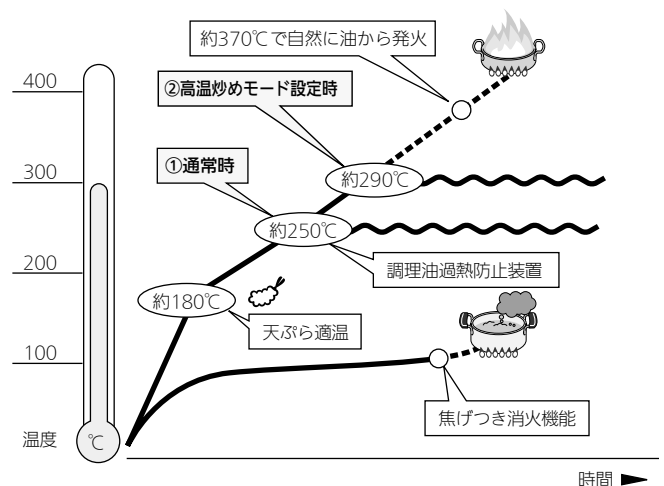 約370℃で自然に油から発火
400
②高温炒めモード設定時
①通常時
300
約290℃
約250℃
200
調理油過熱防止装置
約180℃
天ぷら適温
100
焦げつき消火機能
温度
℃
時間